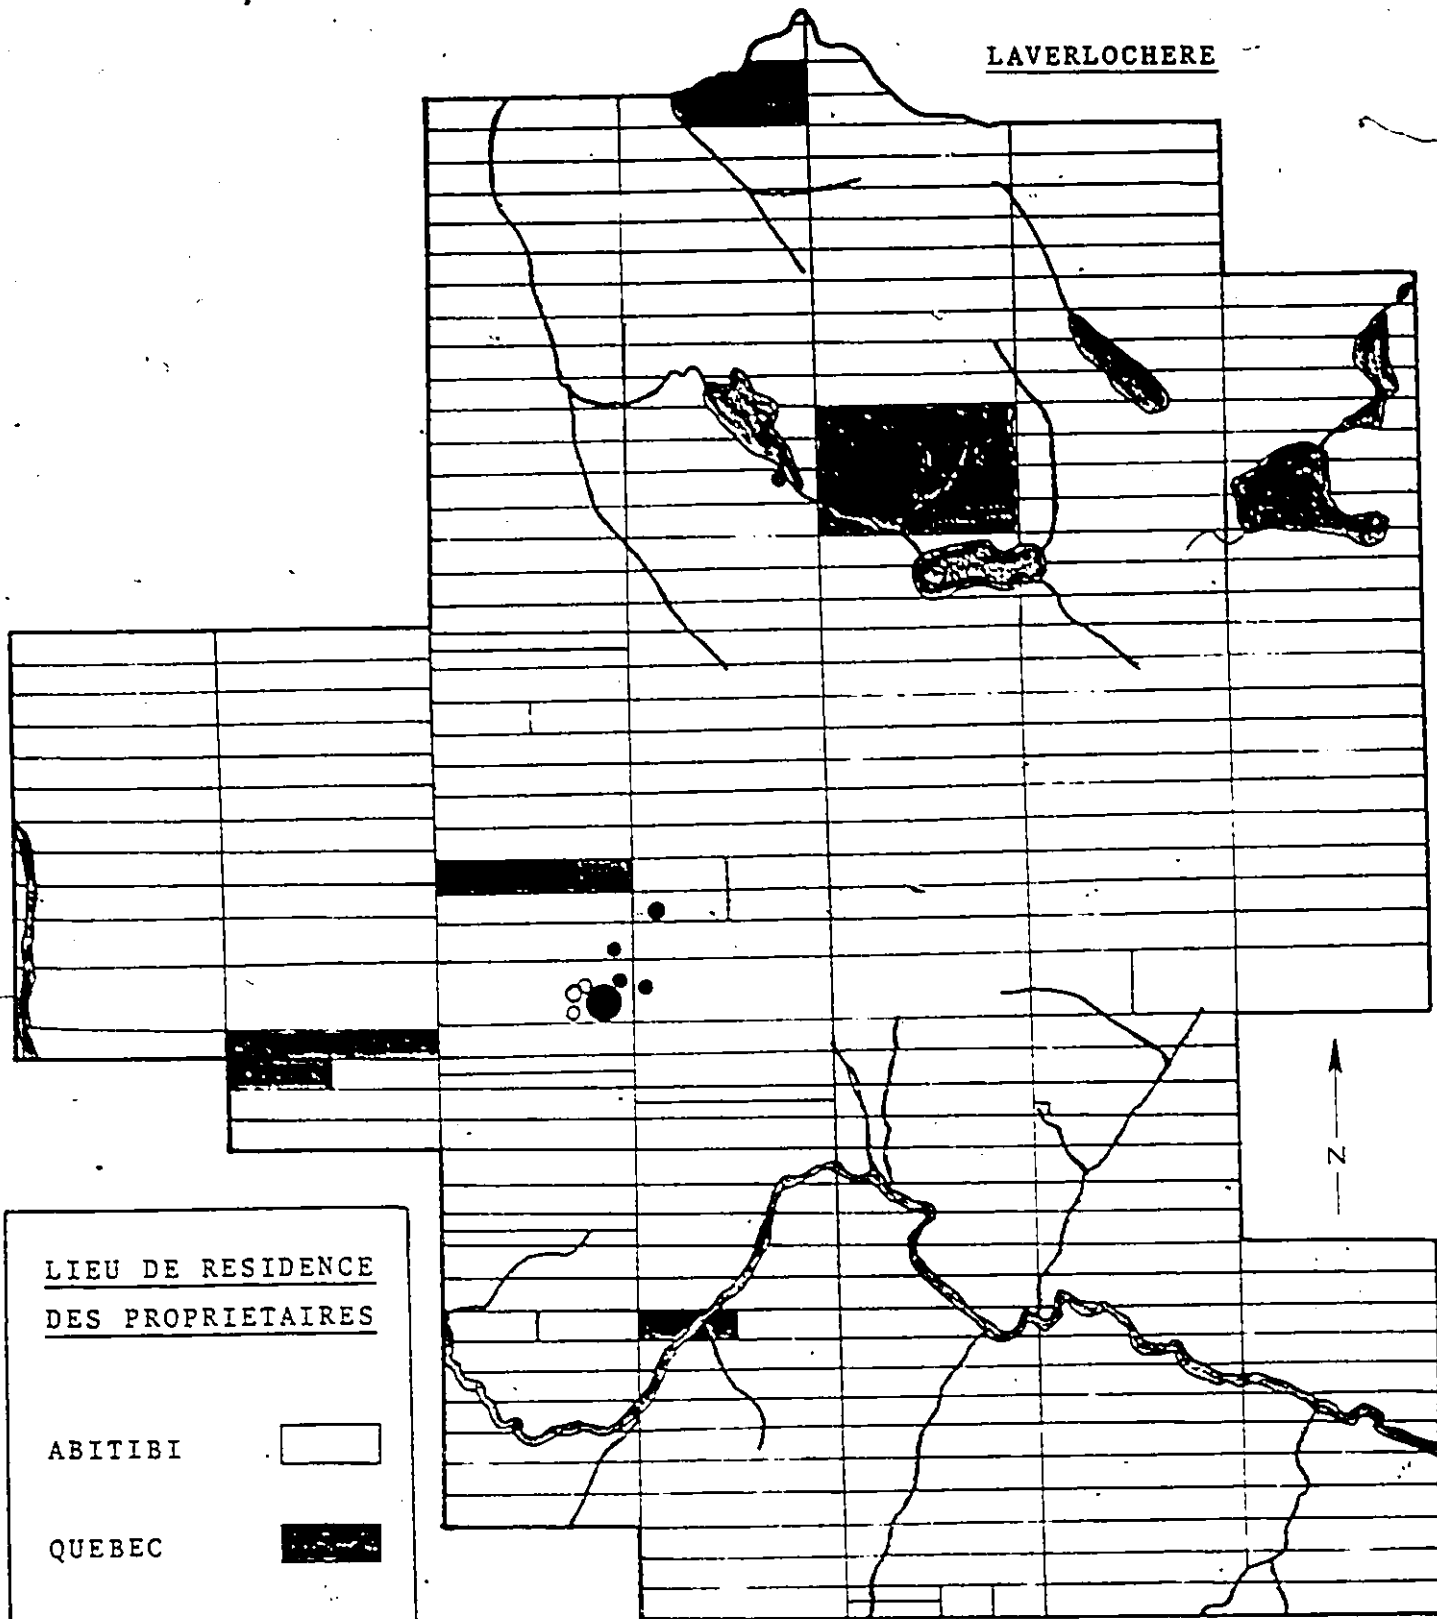 LAVERLOCHERE
N
LIEU DE RESIDENCE
DES PROPRIETAIRES
ABITIBI
QUEBEC